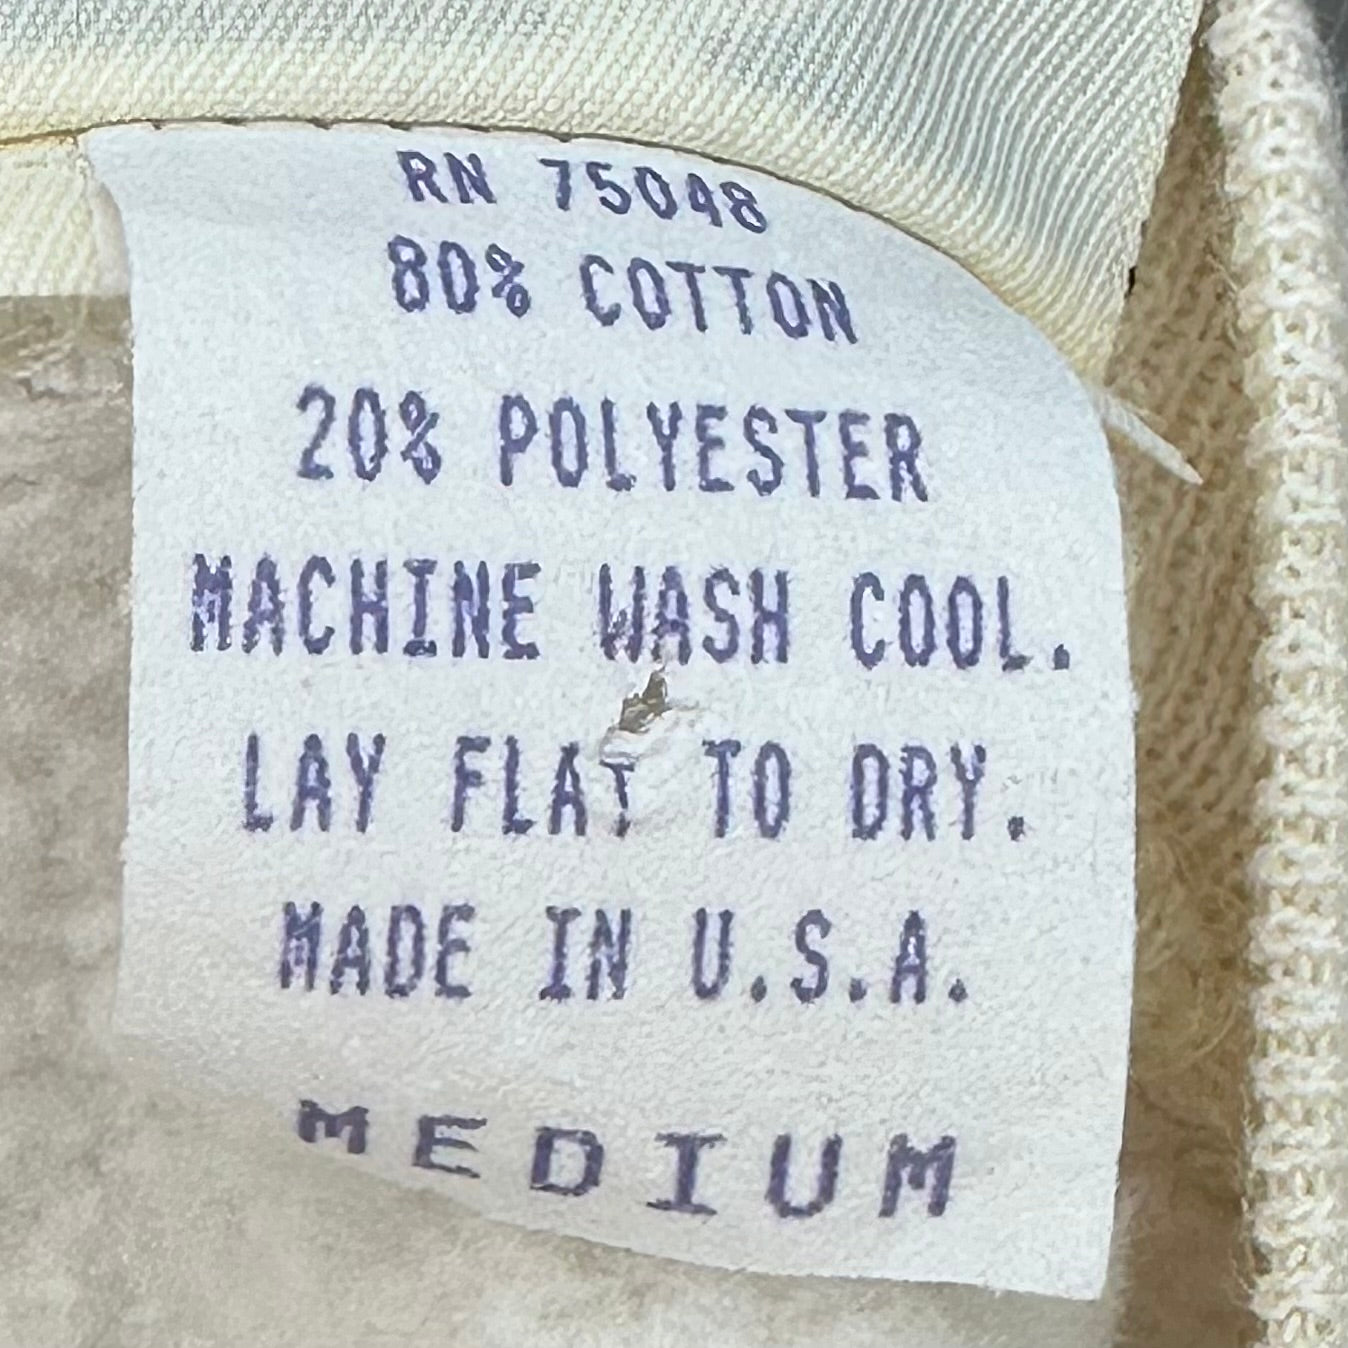 RN 75048
80% COTTON
20% POLYESTER
MACHINE WASH COOL.
LAY FLAT TO DRY.
MADE IN U.S.A.
MEDIUM